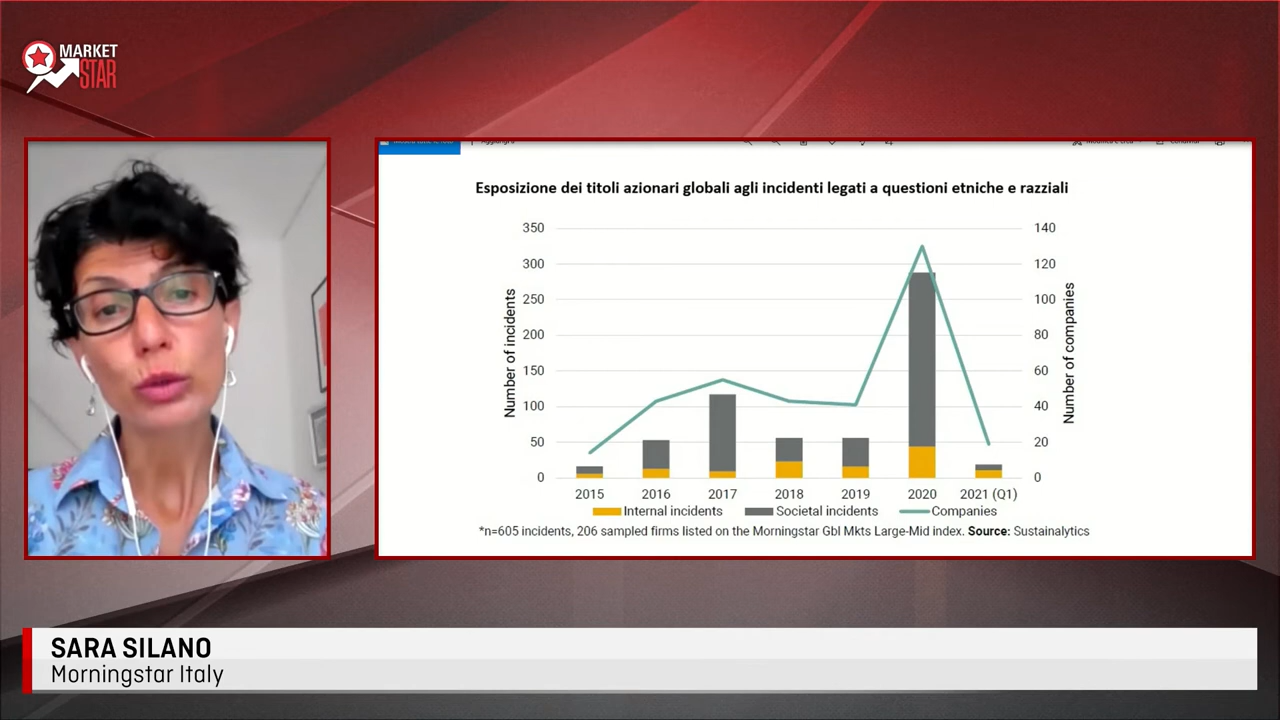 MARKET
STAR
Esposizione dei titoli azionari globali agli incidenti legati a questioni etniche e razziali
350
300
250
200
150
100
50
0
Number of incidents
140
120
100
80
60
40
20
0
Number of companies
2015 2016 2017 2018 2019 2020 2021 (Q1)
Internal incidents Societal incidents Companies
*n=605 incidents, 206 sampled firms listed on the Morningstar Gbl Mkts Large-Mid index. Source: Sustainalytics
SARA SILANO
Morningstar Italy